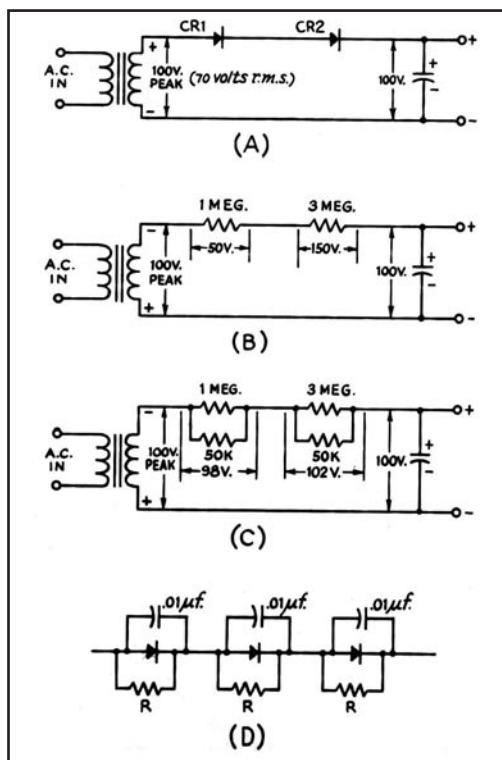 CR1 CR2
+ + +
A.C. IN 100V. PEAK (70 volts r.m.s.) 100V.
- - -
(A)
1 MEG. 3 MEG.
- 50V. 150V. + +
A.C. IN 100V. PEAK 100V.
+ - -
(B)
1 MEG. 3 MEG.
- + +
A.C. IN 100V. PEAK 50K 50K 100V.
98V. 102V.
+ - -
(C)
.01µf. .01µf. .01µf.
R R R
(D)